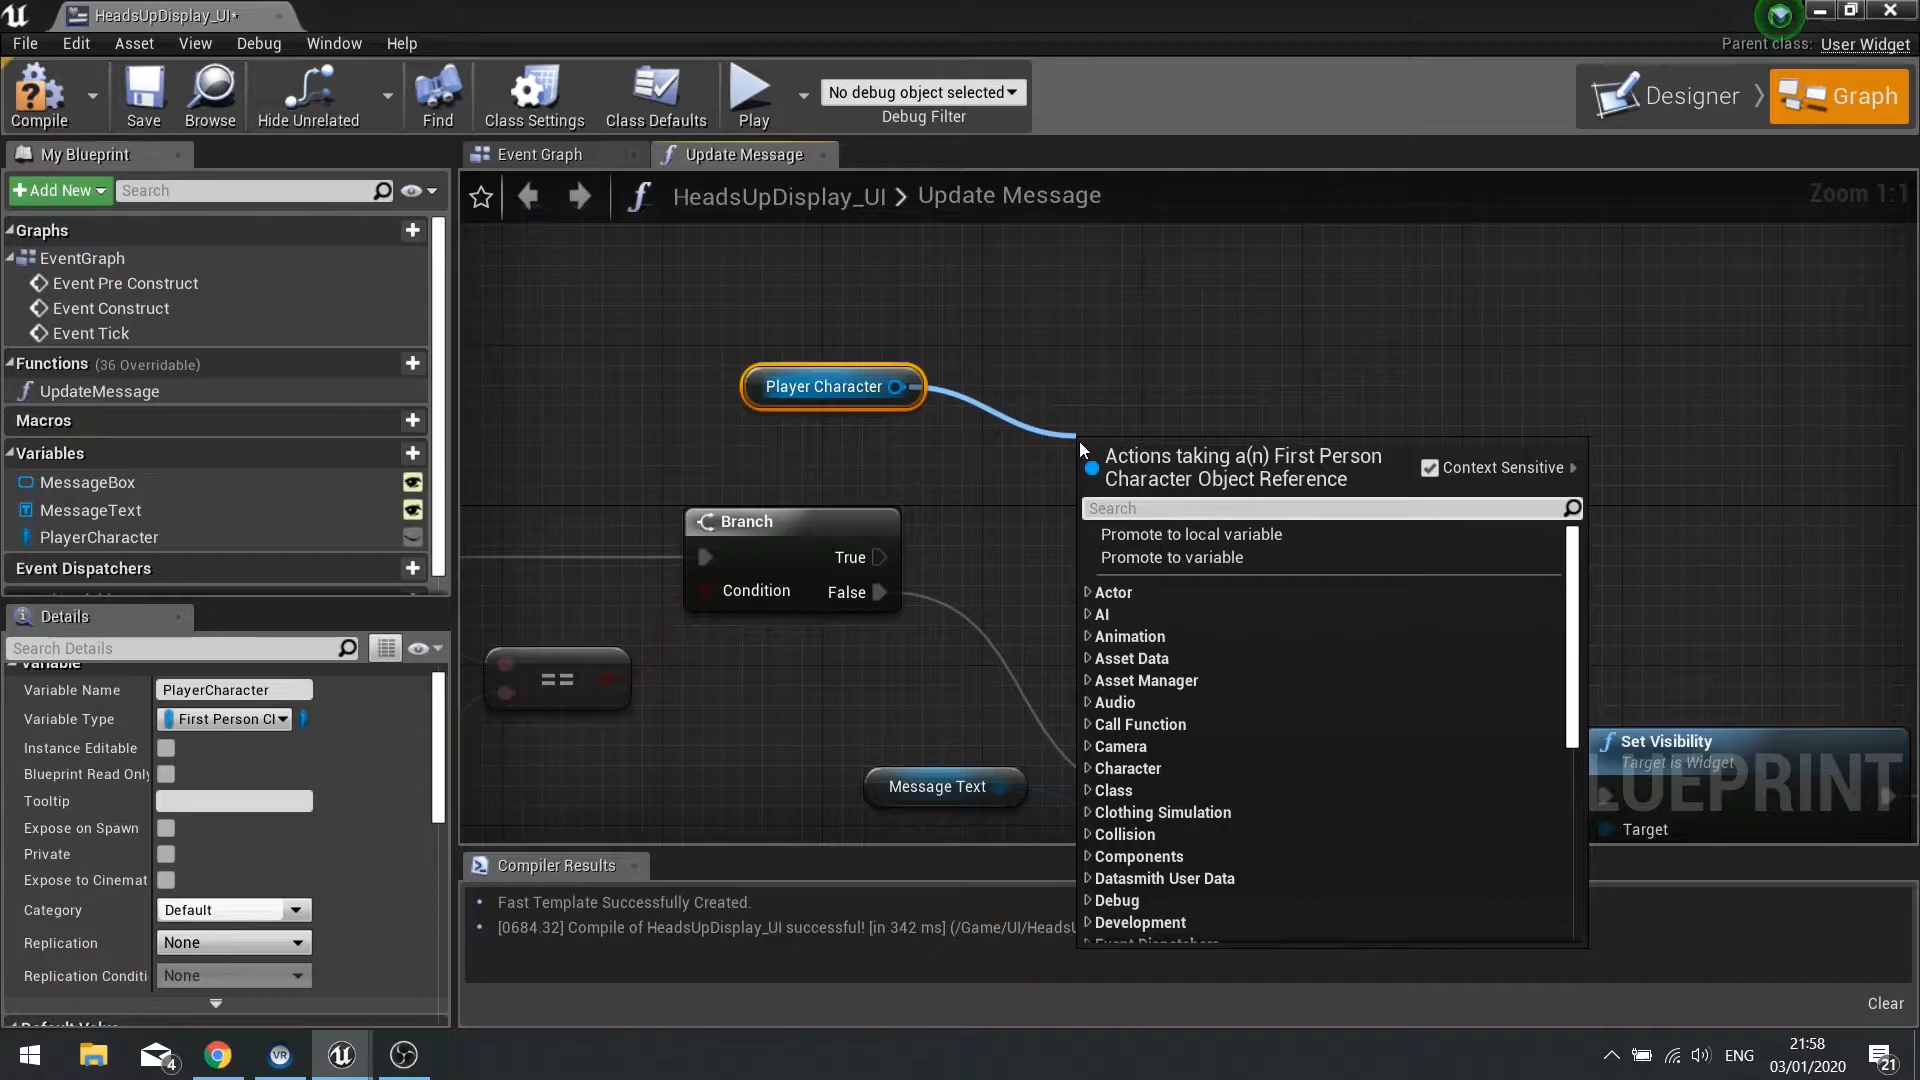 HeadsUpDisplay_UI*
File Edit Asset View Debug Window Help
Parent class: User Widget
Compile
Save
Browse
Hide Unrelated
Find
Class Settings
Class Defaults
Play
No debug object selected
Debug Filter
Designer
Graph
My Blueprint
Event Graph
Update Message
Add New
Search
HeadsUpDisplay_UI > Update Message
Zoom 1:1
Graphs
EventGraph
Event Pre Construct
Event Construct
Event Tick
Functions (36 Overridable)
UpdateMessage
Macros
Variables
MessageBox
MessageText
PlayerCharacter
Event Dispatchers
Details
Search Details
Variable
Variable Name PlayerCharacter
Variable Type First Person Cl
Instance Editable
Blueprint Read Only
Tooltip
Expose on Spawn
Private
Expose to Cinemat
Category Default
Replication None
Replication Conditi None
Player Character
Branch
True
Condition False
==
Message Text
Actions taking a(n) First Person
Character Object Reference
Context Sensitive
Search
Promote to local variable
Promote to variable
Actor
AI
Animation
Asset Data
Asset Manager
Audio
Call Function
Camera
Character
Class
Clothing Simulation
Collision
Components
Datasmith User Data
Debug
Development
Event Dispatchers
Set Visibility
Target is Widget
LUEPRINT
Target
Compiler Results
Fast Template Successfully Created.
[0684.32] Compile of HeadsUpDisplay_UI successful! [in 342 ms] (/Game/UI/HeadsU
Clear
4
VR
ENG
21:58
03/01/2020
21